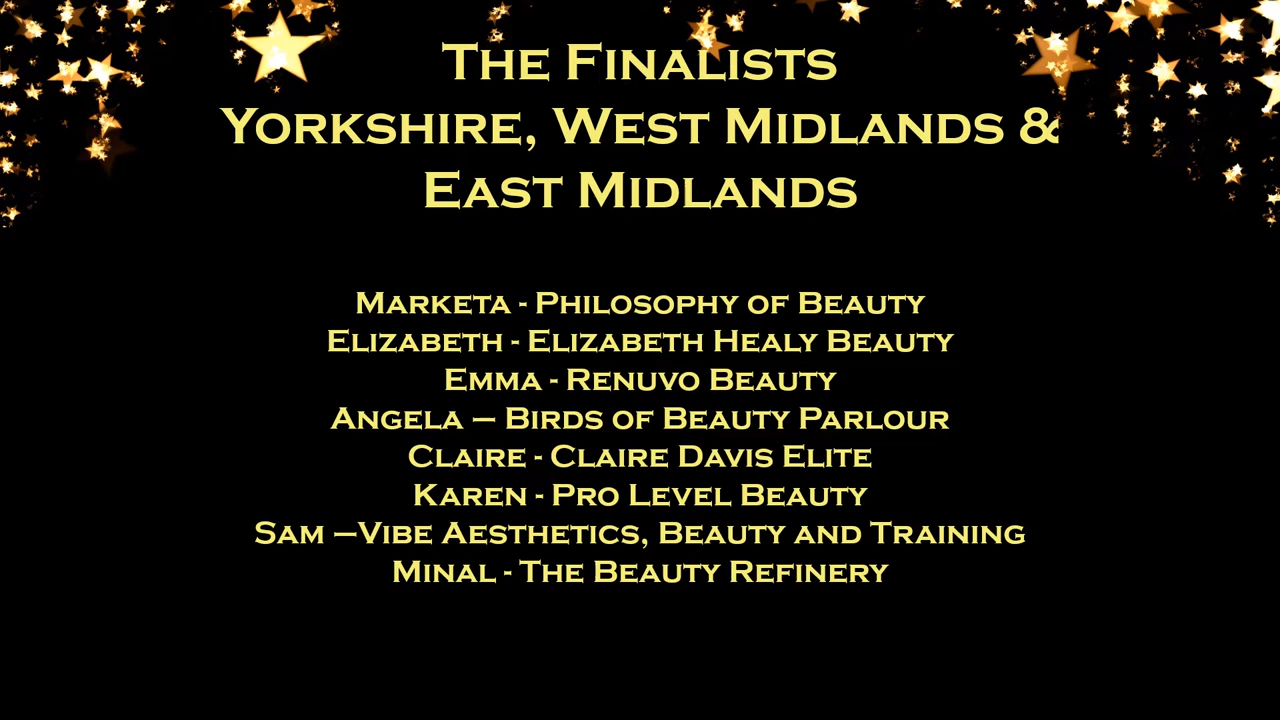 The Finalists
Yorkshire, West Midlands &
East Midlands
Marketa - Philosophy of Beauty
Elizabeth - Elizabeth Healy Beauty
Emma - Renuvo Beauty
Angela – Birds of Beauty Parlour
Claire - Claire Davis Elite
Karen - Pro Level Beauty
Sam –Vibe Aesthetics, Beauty and Training
Minal - The Beauty Refinery